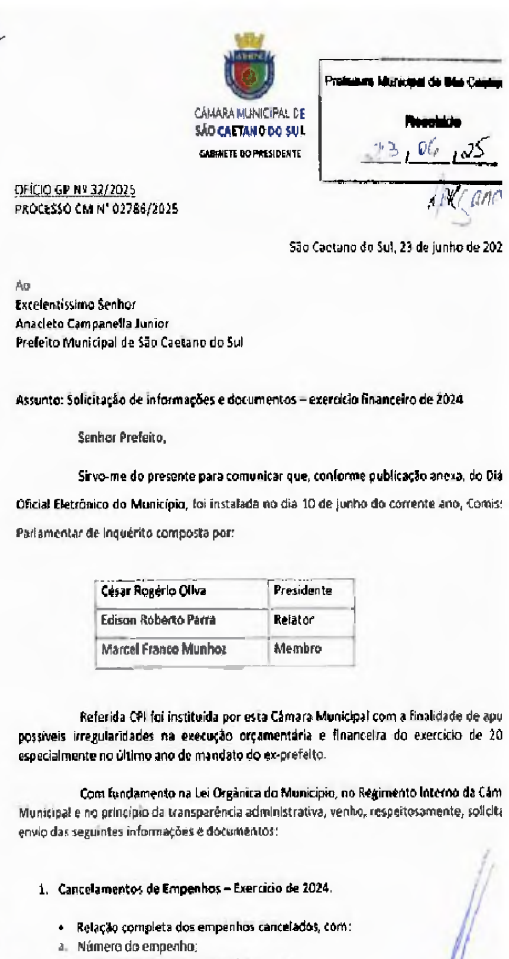 CÂMARA MUNICIPAL DE
SÃO CAETANO DO SUL
GABINETE DO PRESIDENTE
Prefeitura Municipal de São Caetano
Recebido
23, 06, 25
OFÍCIO GP Nº 32/2025
PROCESSO CM N° 02786/2025
São Caetano do Sul, 23 de junho de 202
Ao
Excelentíssimo Senhor
Anacleto Campanella Junior
Prefeito Municipal de São Caetano do Sul
Assunto: Solicitação de informações e documentos – exercício financeiro de 2024
Senhor Prefeito,
Sirvo-me do presente para comunicar que, conforme publicação anexa, do Diá
Oficial Eletrônico do Município, foi instalada no dia 10 de junho do corrente ano, Comiss
Parlamentar de Inquérito composta por:
César Rogério Oliva Presidente
Edison Roberto Parra Relator
Marcel Franco Munhoz Membro
Referida CPI foi instituída por esta Câmara Municipal com a finalidade de apu
possíveis irregularidades na execução orçamentária e financeira do exercício de 20
especialmente no último ano de mandato do ex-prefeito.
Com fundamento na Lei Orgânica do Município, no Regimento Interno da Câm
Municipal e no princípio da transparência administrativa, venho, respeitosamente, solicita
envio das seguintes informações e documentos:
1. Cancelamentos de Empenhos – Exercício de 2024.
• Relação completa dos empenhos cancelados, com:
a. Número do empenho;